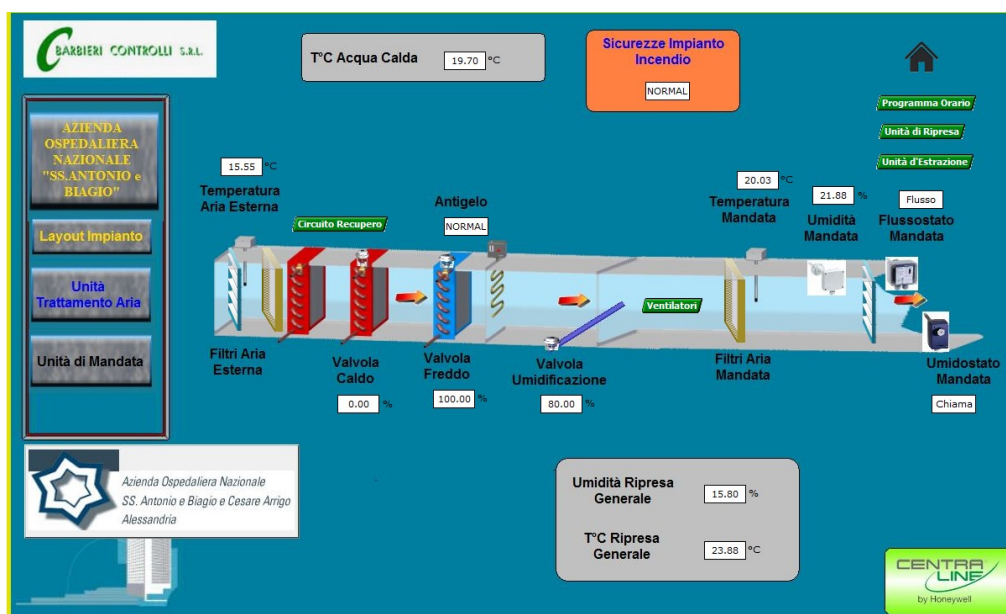 CBARBIERI CONTROLLI S.R.L.
T°C Acqua Calda 19.70 °C
Sicurezze Impianto
Incendio
NORMAL
Programma Orario
Unità di Ripresa
Unità d'Estrazione
AZIENDA
OSPEDALIERA
NAZIONALE
"SS.ANTONIO e
BIAGIO"
Layout Impianto
Unità
Trattamento Aria
Unità di Mandata
15.55 °C
Temperatura
Aria Esterna
Circuito Recupero
Antigelo
NORMAL
20.03 °C
Temperatura
Mandata
21.88 %
Umidità
Mandata
Flusso
Flussostato
Mandata
Ventilatori
Filtri Aria
Esterna
Valvola
Caldo
0.00 %
Valvola
Freddo
100.00 %
Valvola
Umidificazione
80.00 %
Filtri Aria
Mandata
Umidostato
Mandata
Chiama
Azienda Ospedaliera Nazionale
SS. Antonio e Biagio e Cesare Arrigo
Alessandria
Umidità Ripresa
Generale
15.80 %
T°C Ripresa
Generale
23.88 °C
CENTRA
LINE
by Honeywell